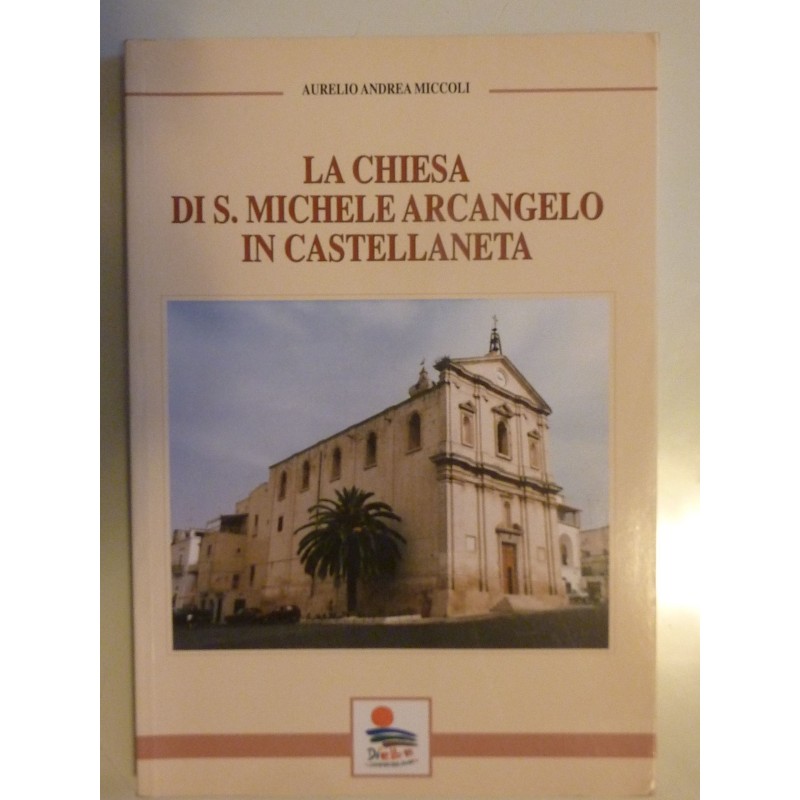 AURELIO ANDREA MICCOLI
LA CHIESA
DI S. MICHELE ARCANGELO
IN CASTELLANETA